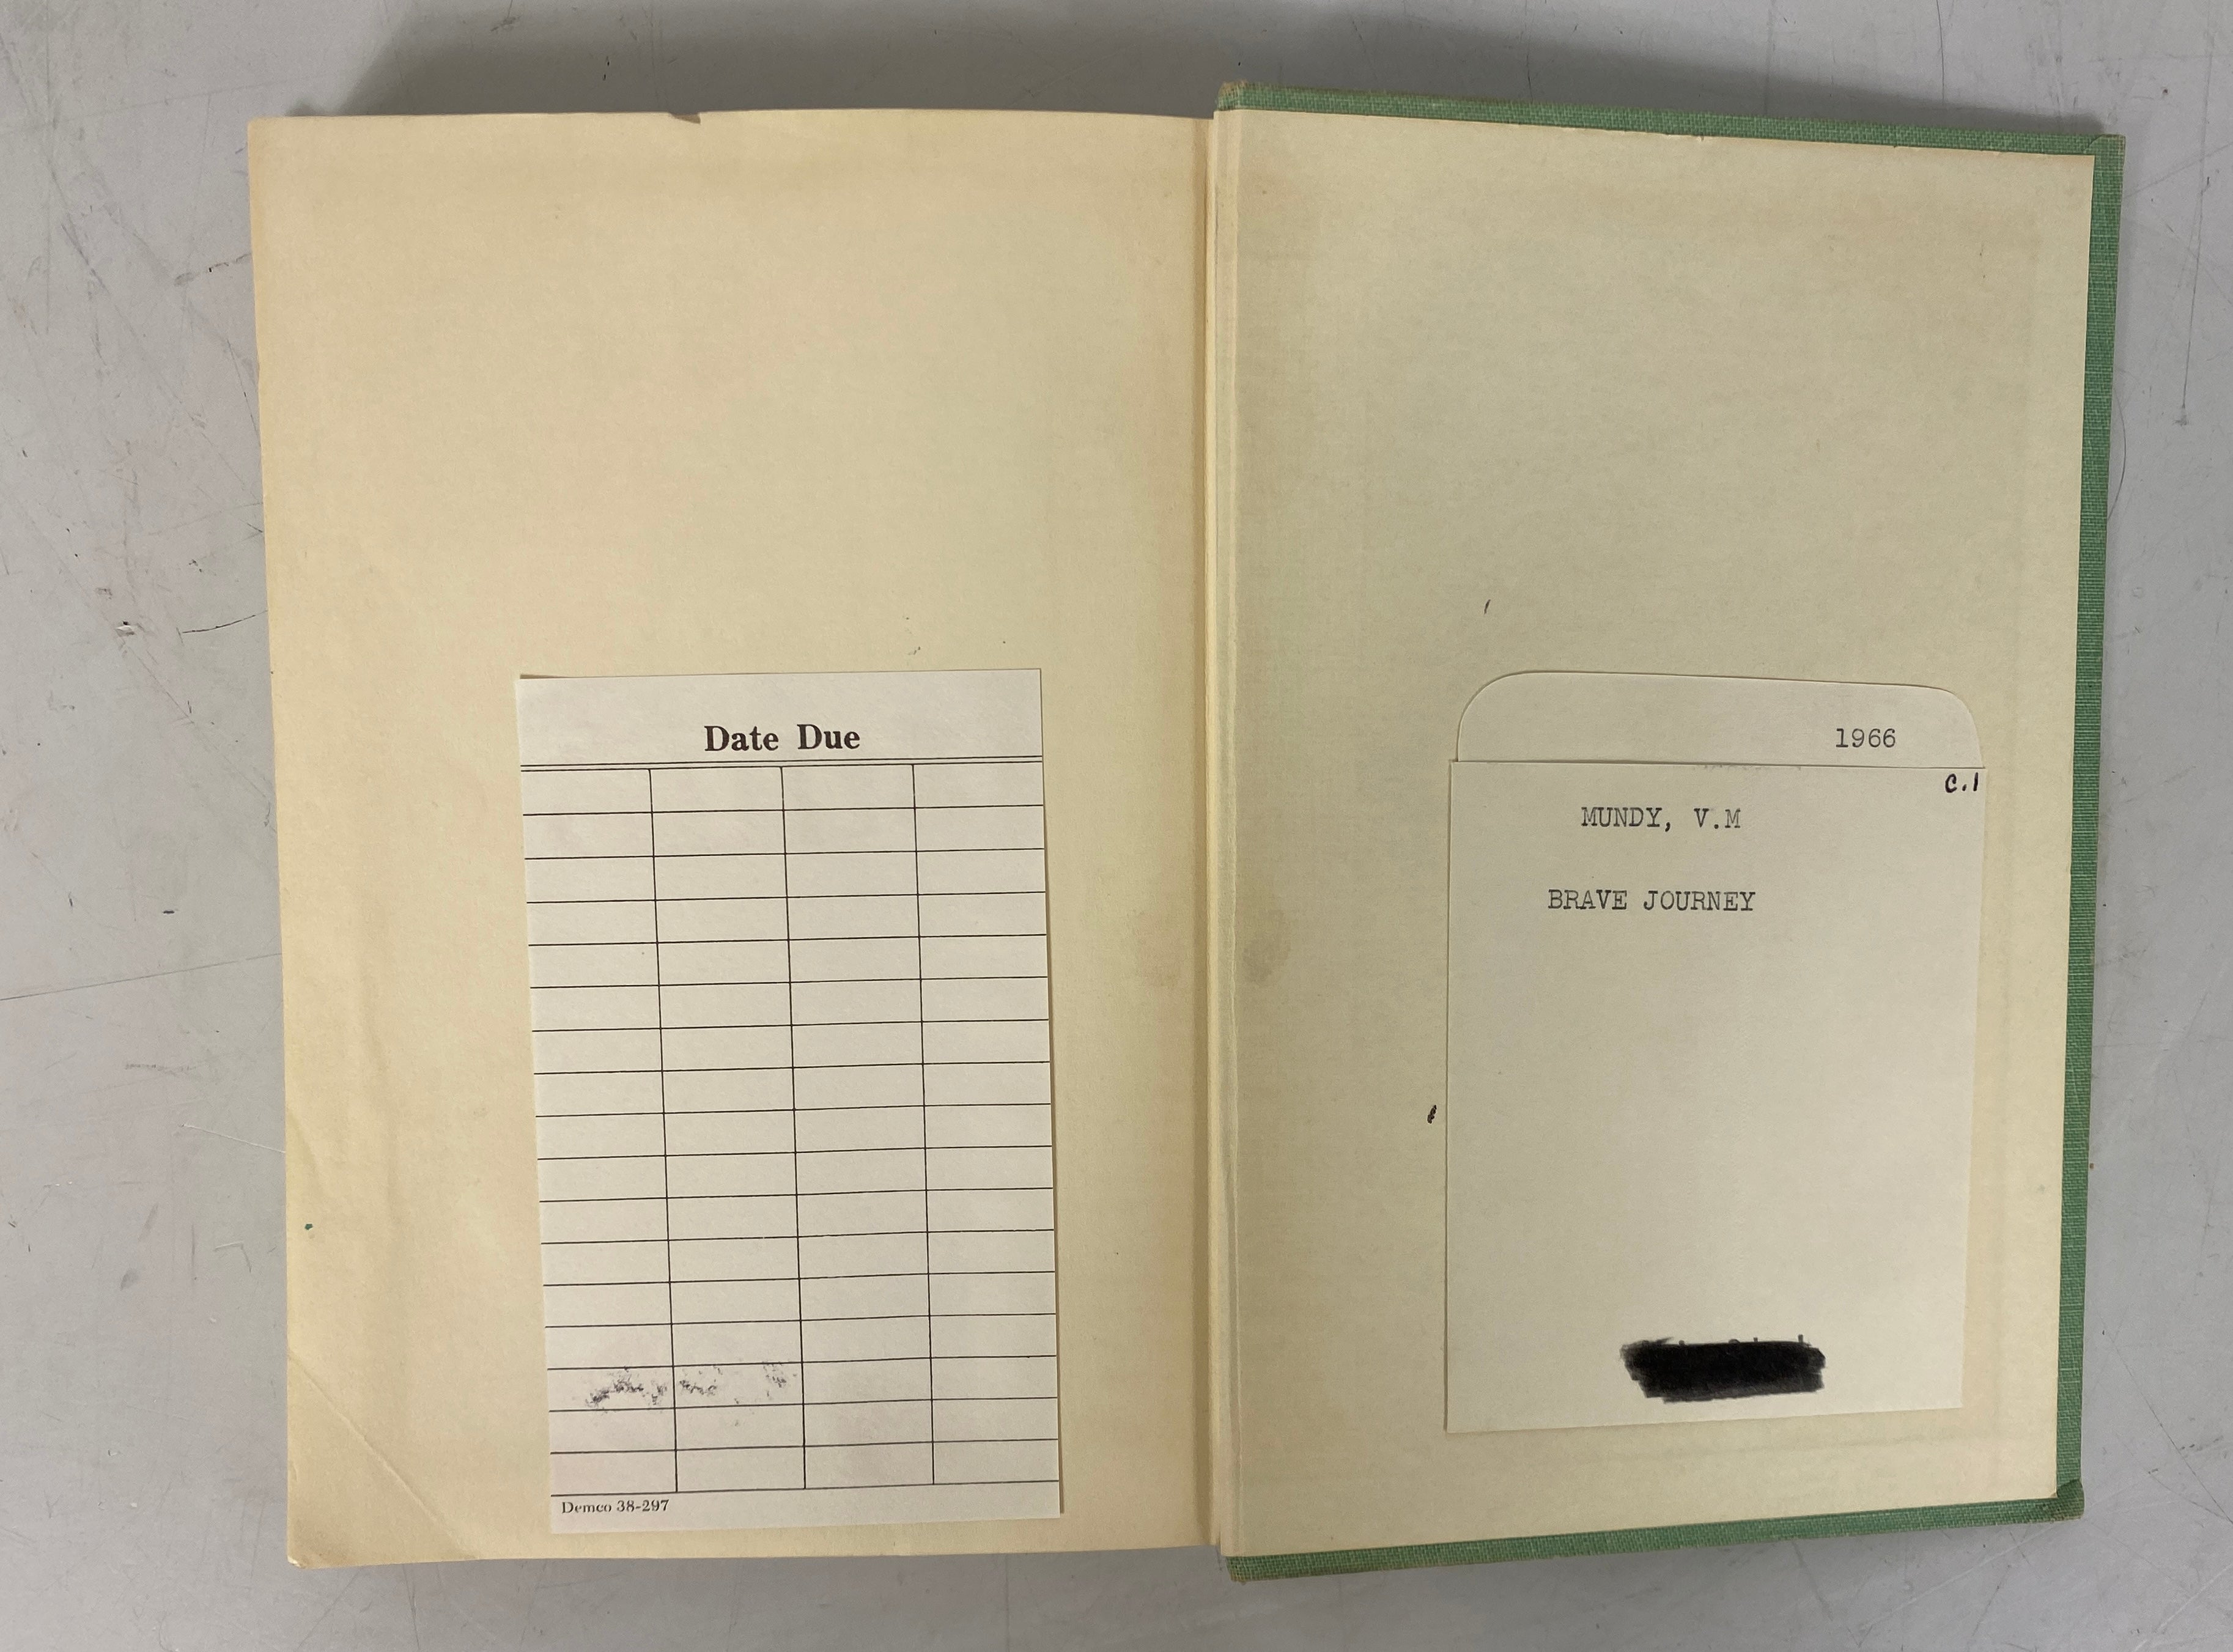 Date Due
Demco 38-297
1966
c.1
MUNDY, V.M
BRAVE JOURNEY